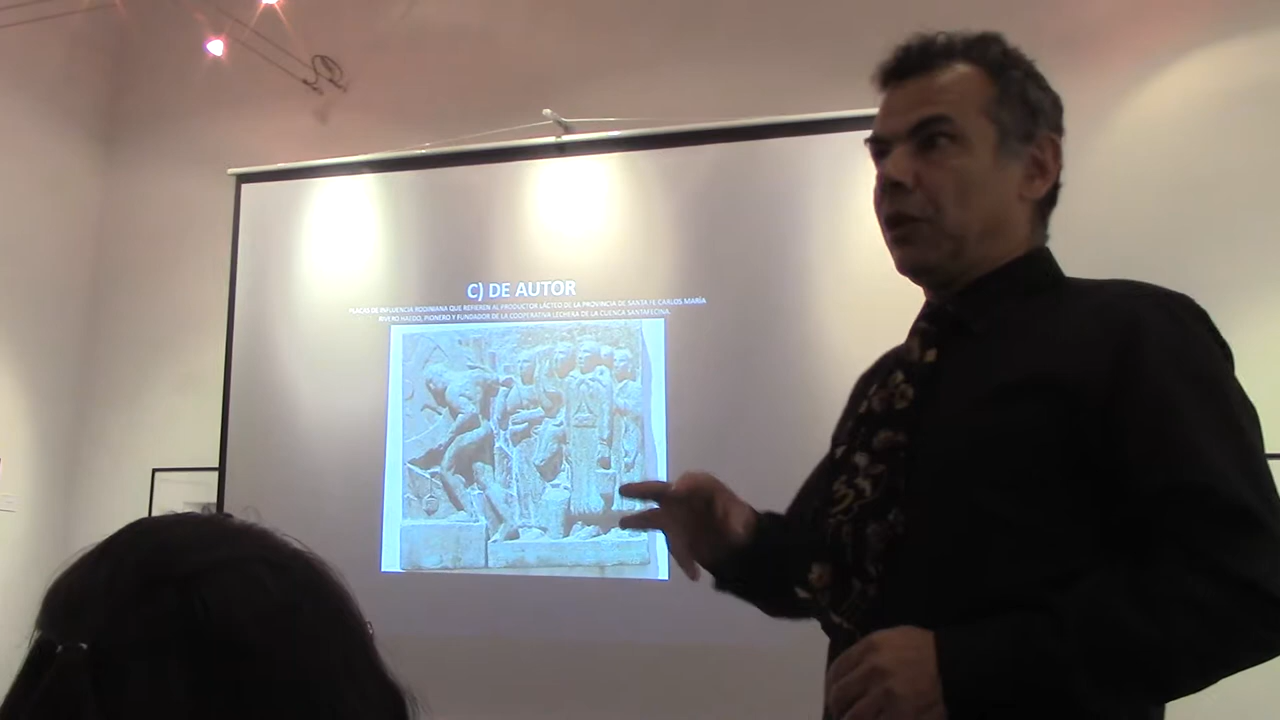 C) DE AUTOR
PLACAS DE INFLUENCIA RODINIANA QUE REFIEREN AL PRODUCTOR LÁCTEO DE LA PROVINCIA DE SANTA FE CARLOS MARÍA
RIVERO HAEDO, PIONERO Y FUNDADOR DE LA COOPERATIVA LECHERA DE LA CUENCA SANTAFECINA.